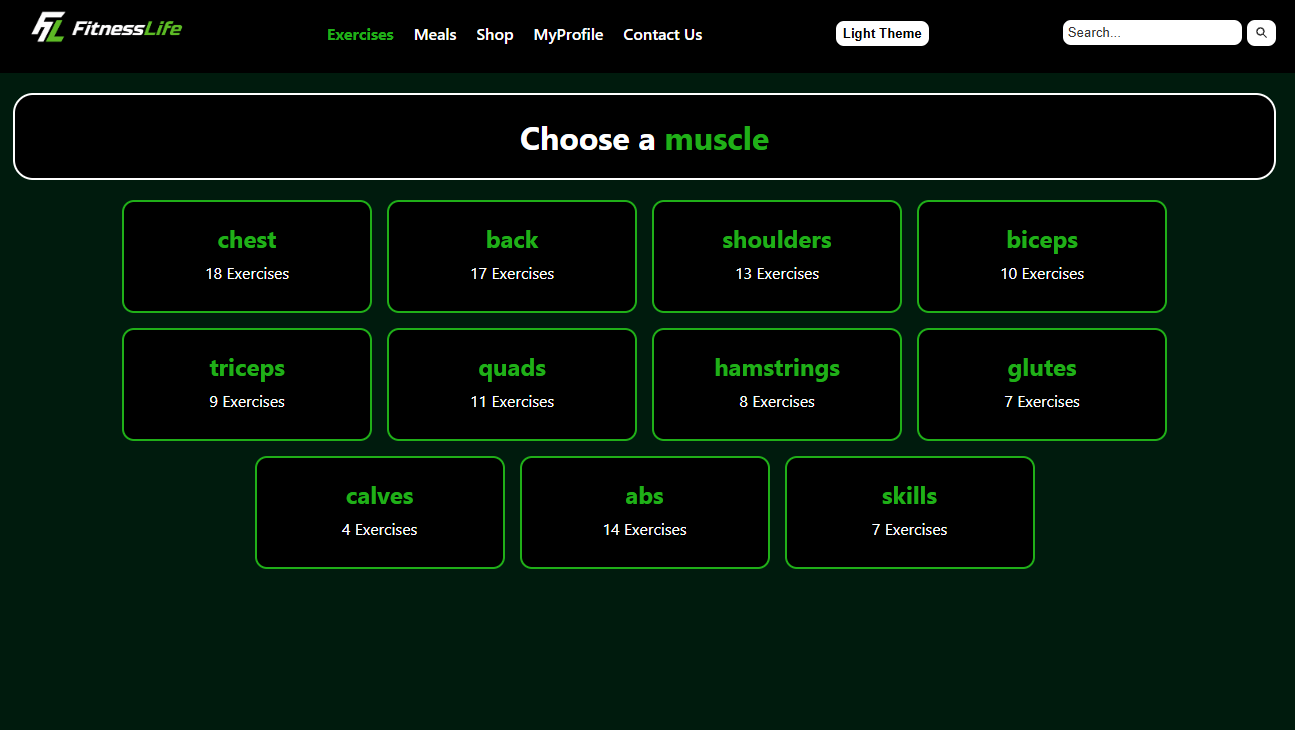 FL FitnessLife
Exercises Meals Shop MyProfile Contact Us
Light Theme
Search...
Choose a muscle
chest
18 Exercises
back
17 Exercises
shoulders
13 Exercises
biceps
10 Exercises
triceps
9 Exercises
quads
11 Exercises
hamstrings
8 Exercises
glutes
7 Exercises
calves
4 Exercises
abs
14 Exercises
skills
7 Exercises